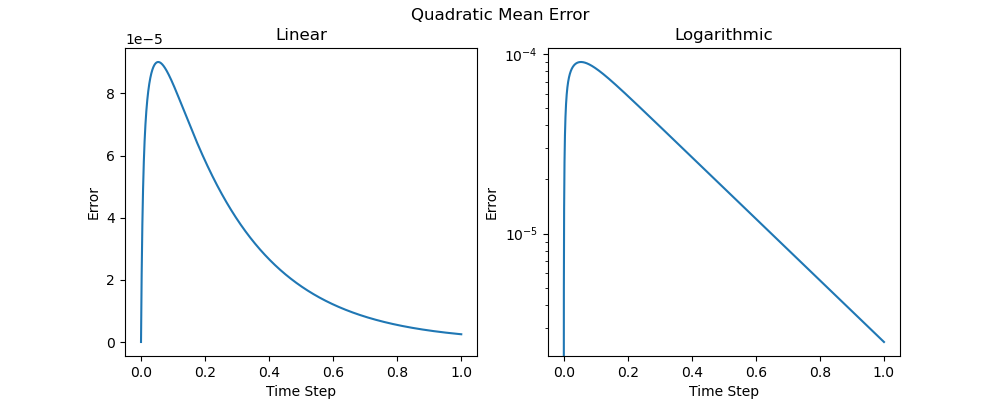 Quadratic Mean Error
Linear
1e−5
8
6
4
2
0
Error
0.0 0.2 0.4 0.6 0.8 1.0
Time Step
Logarithmic
10⁻⁴
10⁻⁵
Error
0.0 0.2 0.4 0.6 0.8 1.0
Time Step